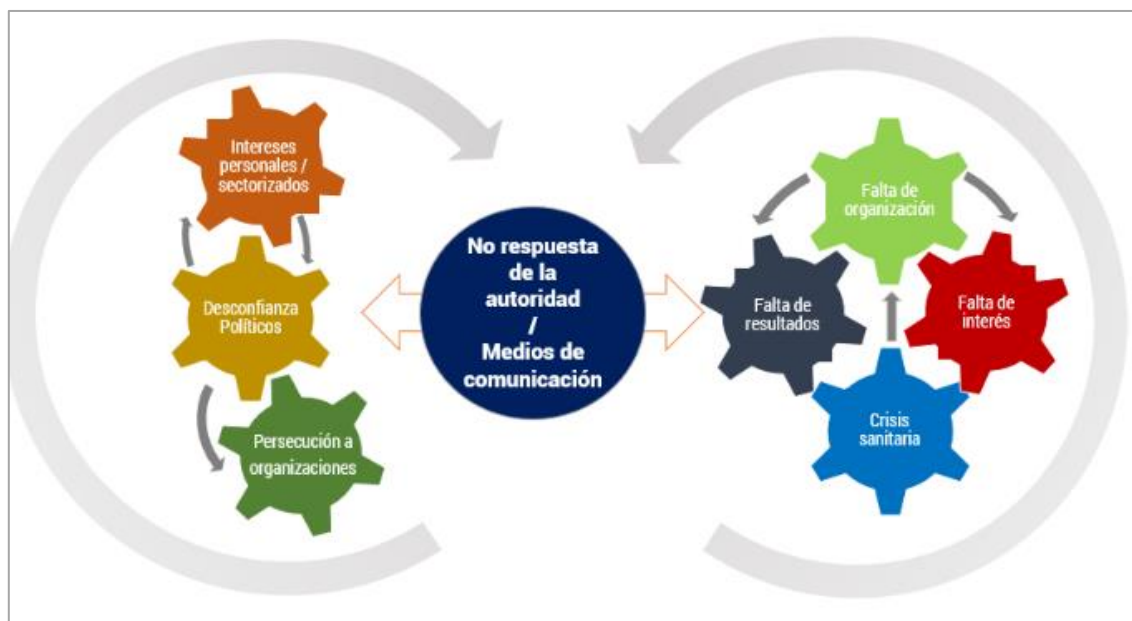 Intereses
personales /
sectorizados
Desconfianza
Políticos
Persecución a
organizaciones
No respuesta
de la
autoridad
/
Medios de
comunicación
Falta de
organización
Falta de
resultados
Falta de
interés
Crisis
sanitaria